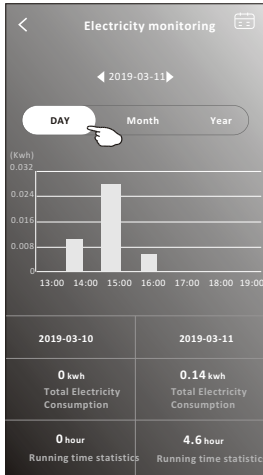 Electricity monitoring
2019-03-11
DAY Month Year
(Kwh)
0.032
0.024
0.016
0.008
0
13:00 14:00 15:00 16:00 17:00 18:00 19:00
2019-03-10 2019-03-11
0 kwh 0.14 kwh
Total Electricity Total Electricity
Consumption Consumption
0 hour 4.6 hour
Running time statistics Running time statistic